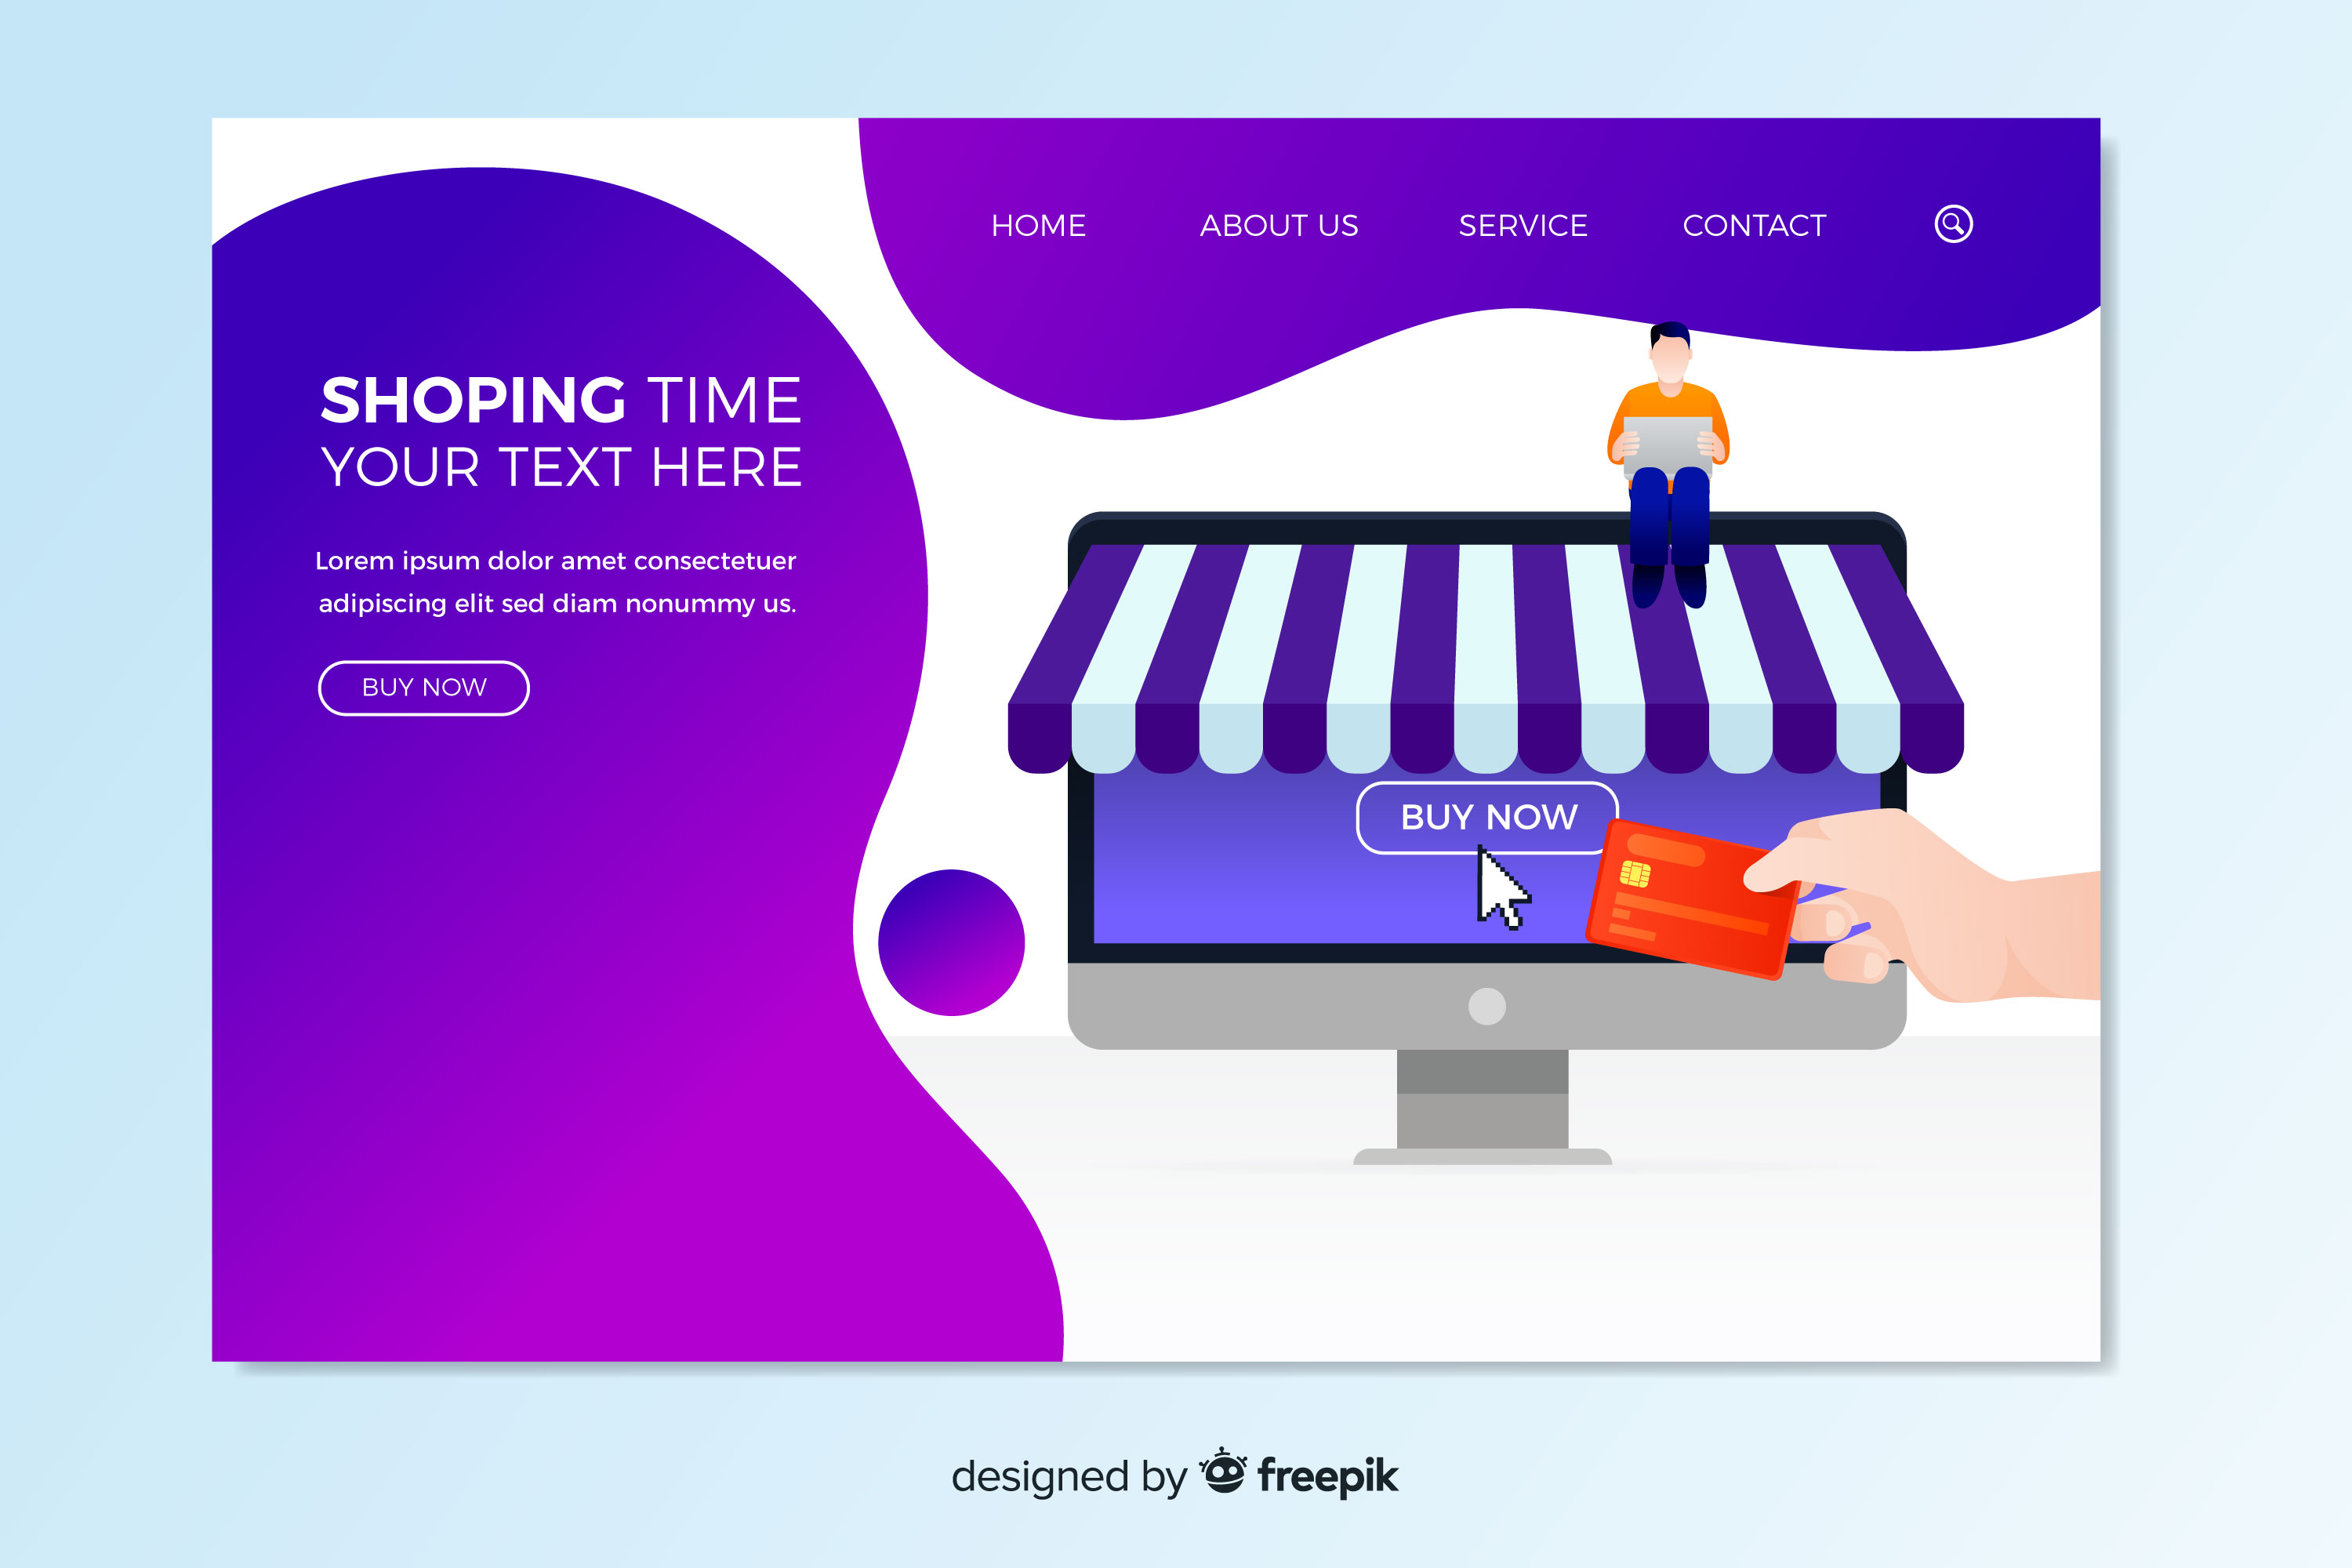 HOME ABOUT US SERVICE CONTACT
SHOPING TIME
YOUR TEXT HERE
Lorem ipsum dolor amet consectetuer
adipiscing elit sed diam nonummy us.
BUY NOW
BUY NOW
designed by freepik